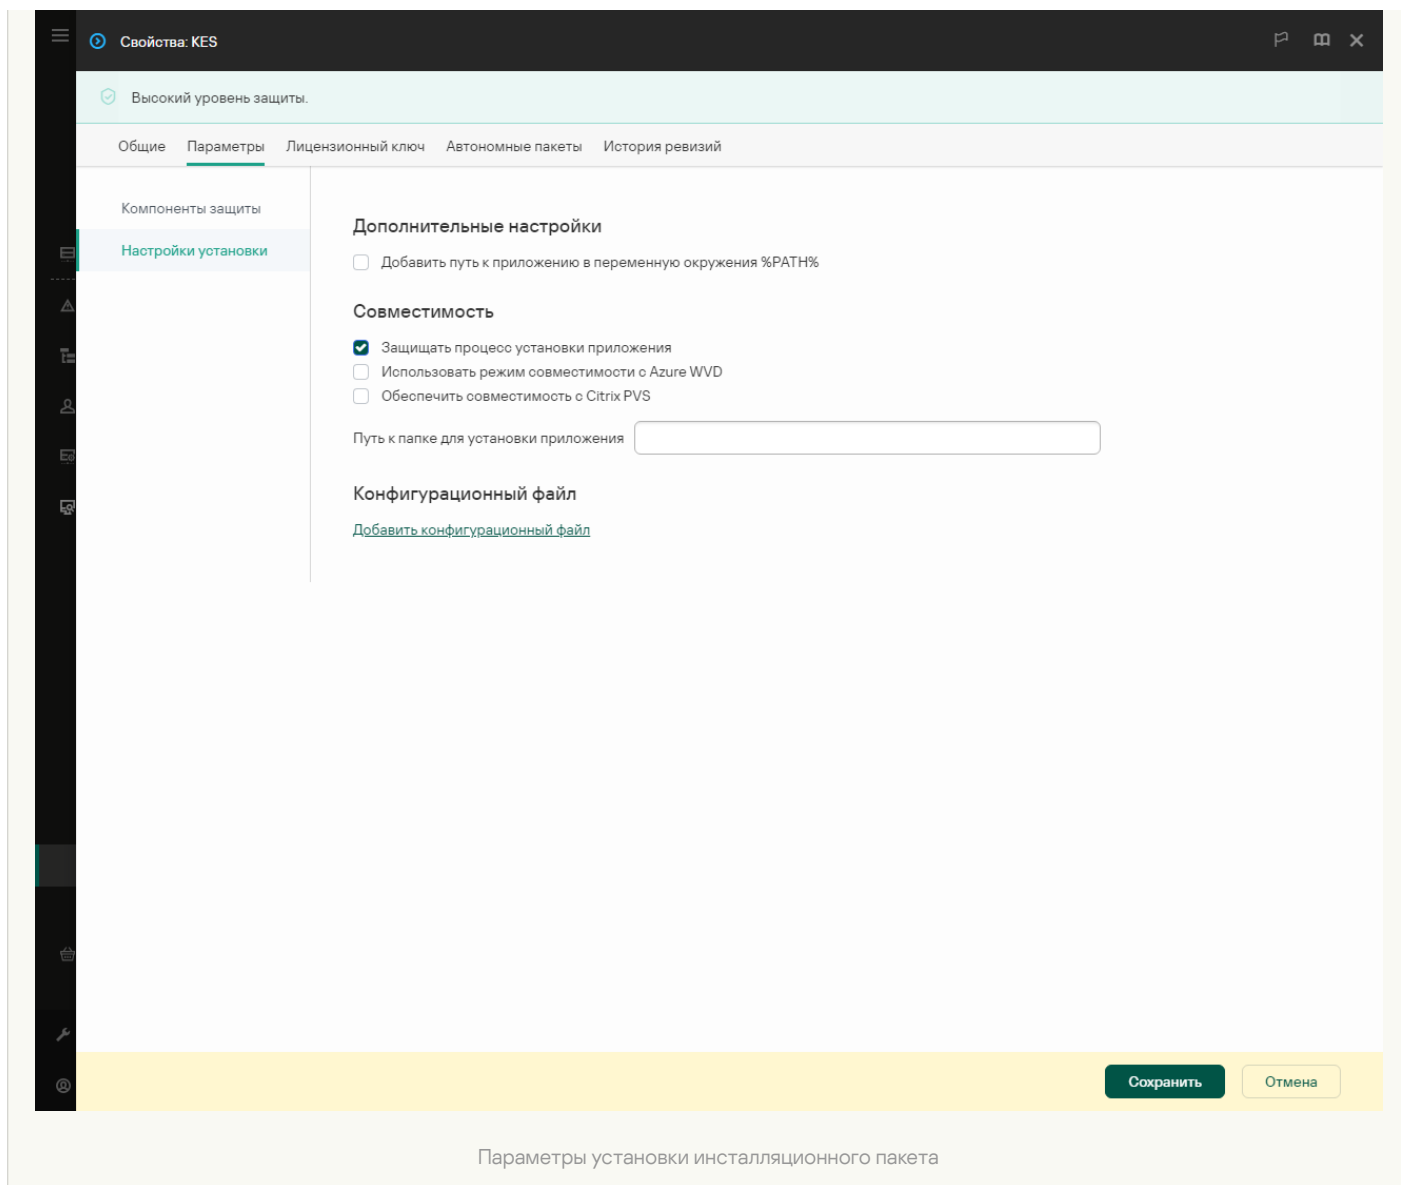 Свойства: KES
Высокий уровень защиты.
Общие Параметры Лицензионный ключ Автономные пакеты История ревизий
Компоненты защиты
Настройки установки
Дополнительные настройки
Добавить путь к приложению в переменную окружения %PATH%
Совместимость
Защищать процесс установки приложения
Использовать режим совместимости с Azure WVD
Обеспечить совместимость с Citrix PVS
Путь к папке для установки приложения
Конфигурационный файл
Добавить конфигурационный файл
Сохранить Отмена
Параметры установки инсталляционного пакета